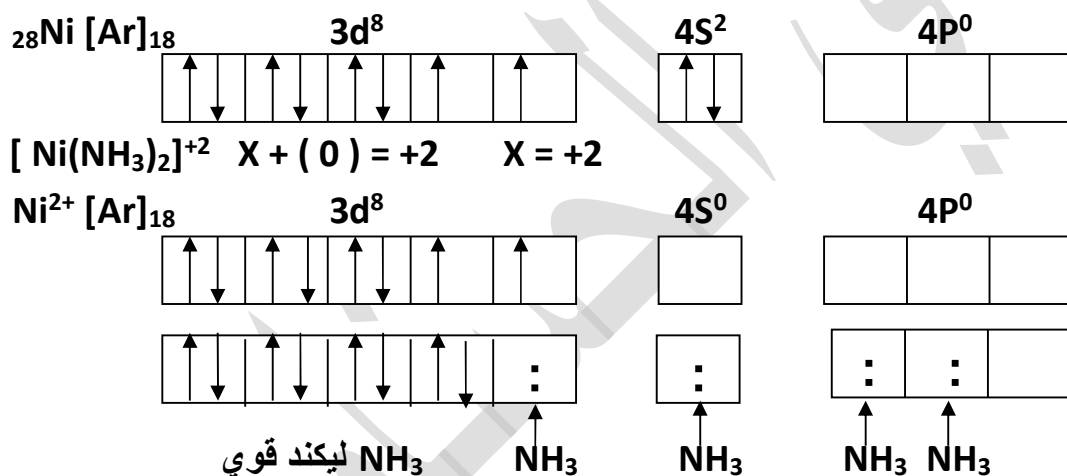 ₂₈Ni [Ar]₁₈ 3d⁸ 4S² 4P⁰
[ Ni(NH₃)₂]⁺² X + ( 0 ) = +2 X = +2
Ni²⁺ [Ar]₁₈ 3d⁸ 4S⁰ 4P⁰
: : : :
NH₃ ليكند قوي NH₃ NH₃ NH₃ NH₃